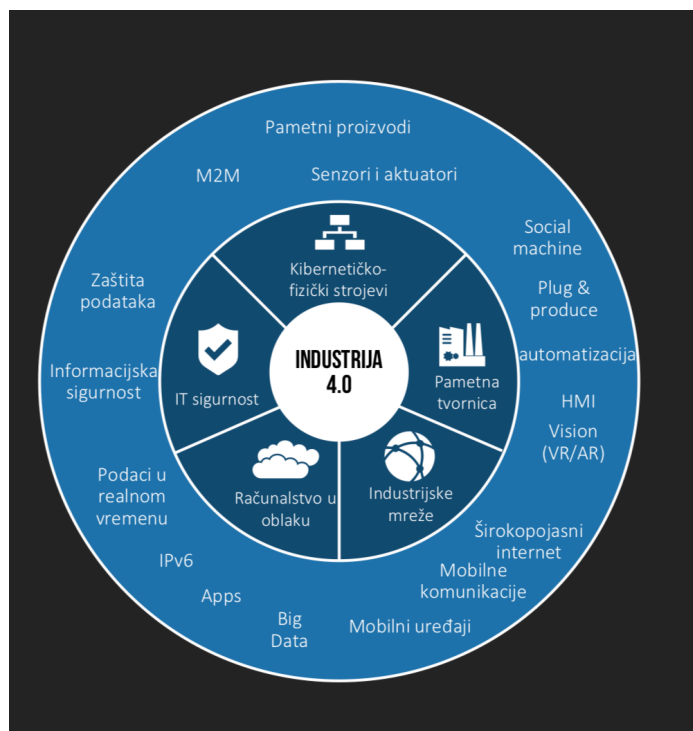 Pametni proizvodi
M2M
Senzori i aktuatori
Social
machine
Plug &
produce
automatizacija
HMI
Vision
(VR/AR)
Širokopojasni
internet
Mobilne
komunikacije
Mobilni uređaji
Big
Data
Apps
IPv6
Podaci u
realnom
vremenu
Informacijska
sigurnost
Zaštita
podataka
Kibernetičko-
fizički strojevi
Pametna
tvornica
Industrijske
mreže
Računalstvo u
oblaku
IT sigurnost
INDUSTRIJA
4.0